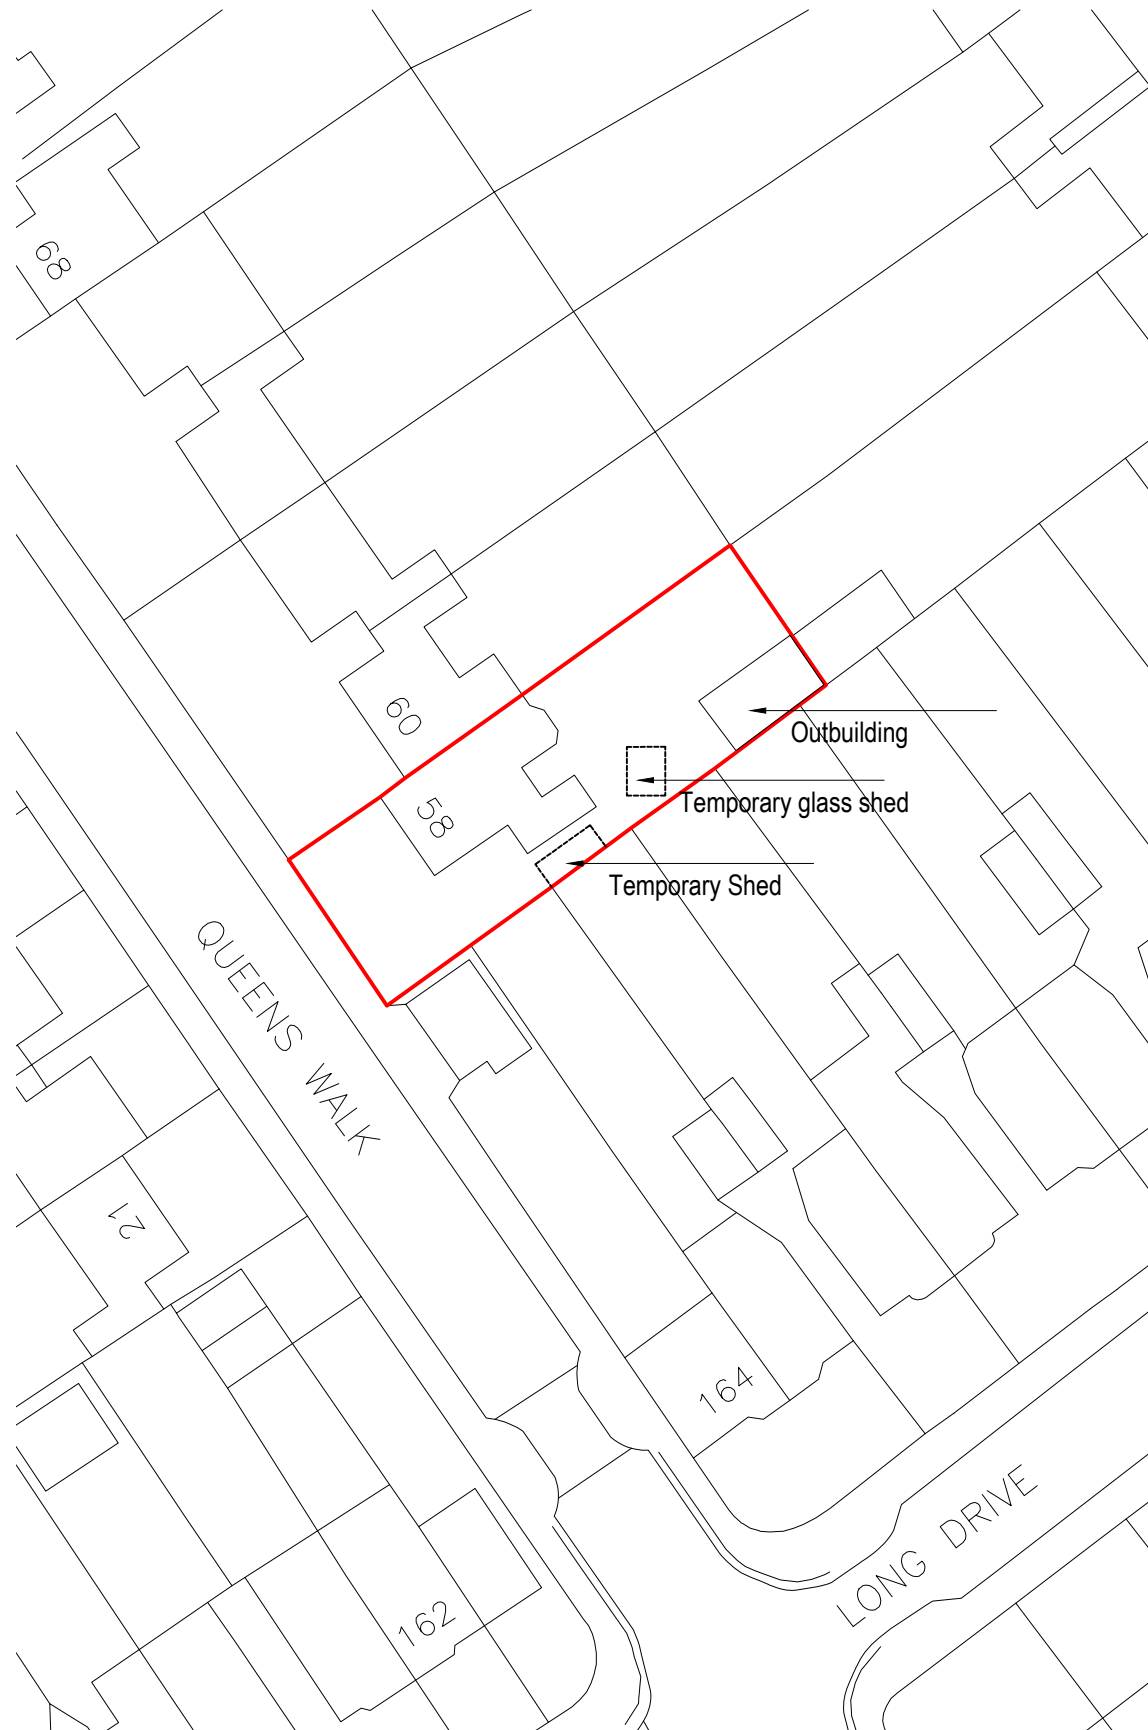 68
60
Outbuilding
Temporary glass shed
58
Temporary Shed
QUEENS WALK
21
164
LONG DRIVE
162